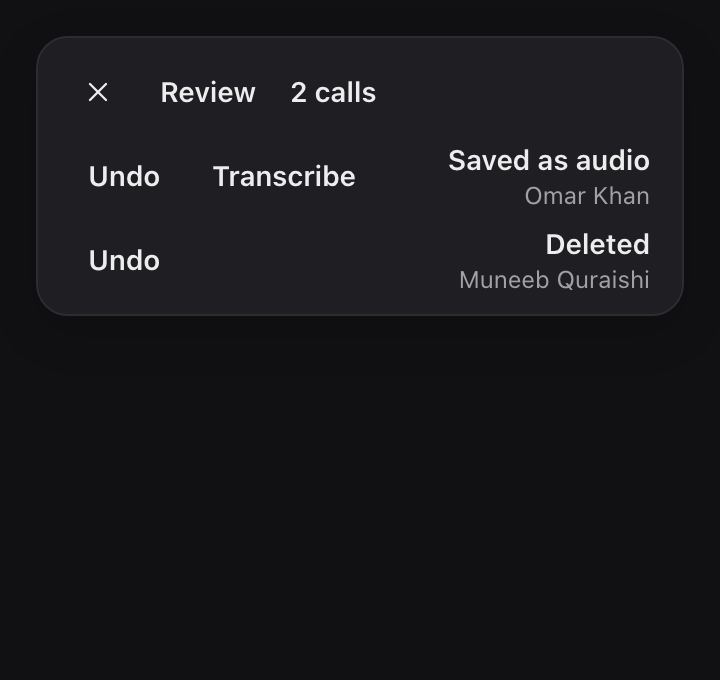 Review 2 calls
Undo Transcribe Saved as audio
Omar Khan
Undo Deleted
Muneeb Quraishi